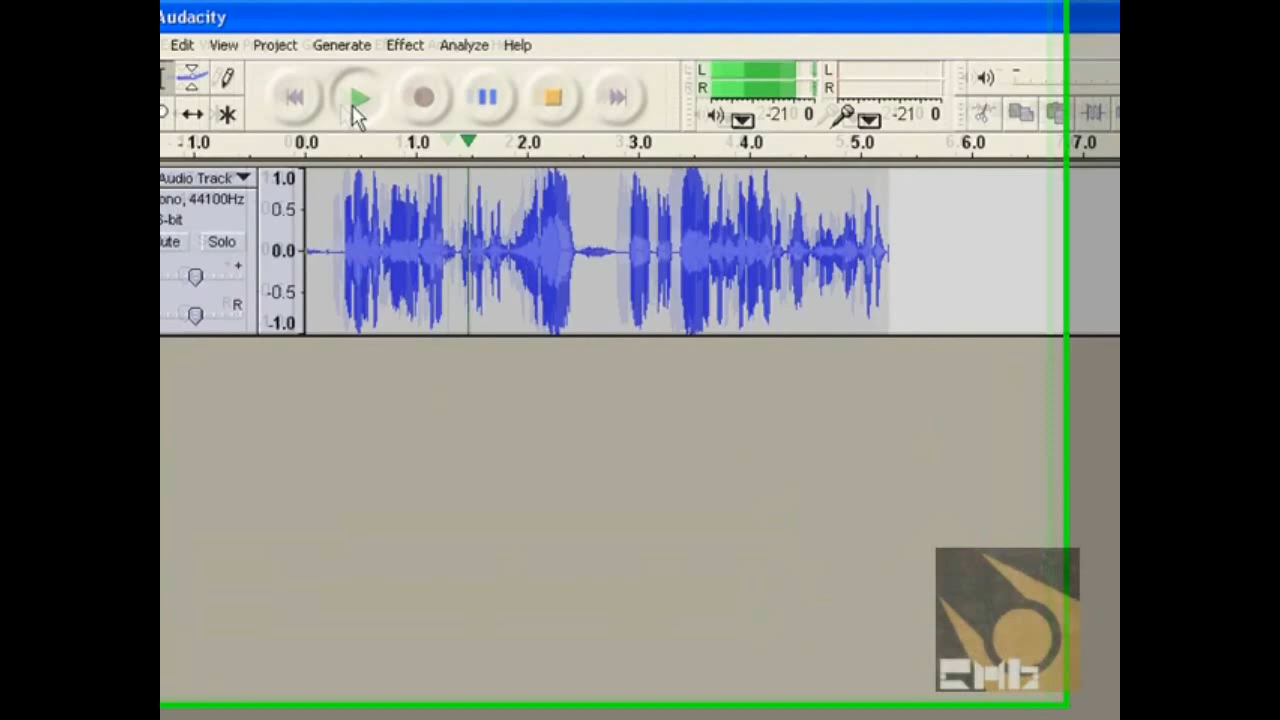 Audacity
Edit View Project Generate Effect Analyze Help
L L
R R
-21 0 -21 0
1.0 0.0 1.0 2.0 3.0 4.0 5.0 6.0 7.0
Audio Track 1.0
ono, 44100Hz 0.5
-bit
ute Solo 0.0
+
-0.5
R
-1.0